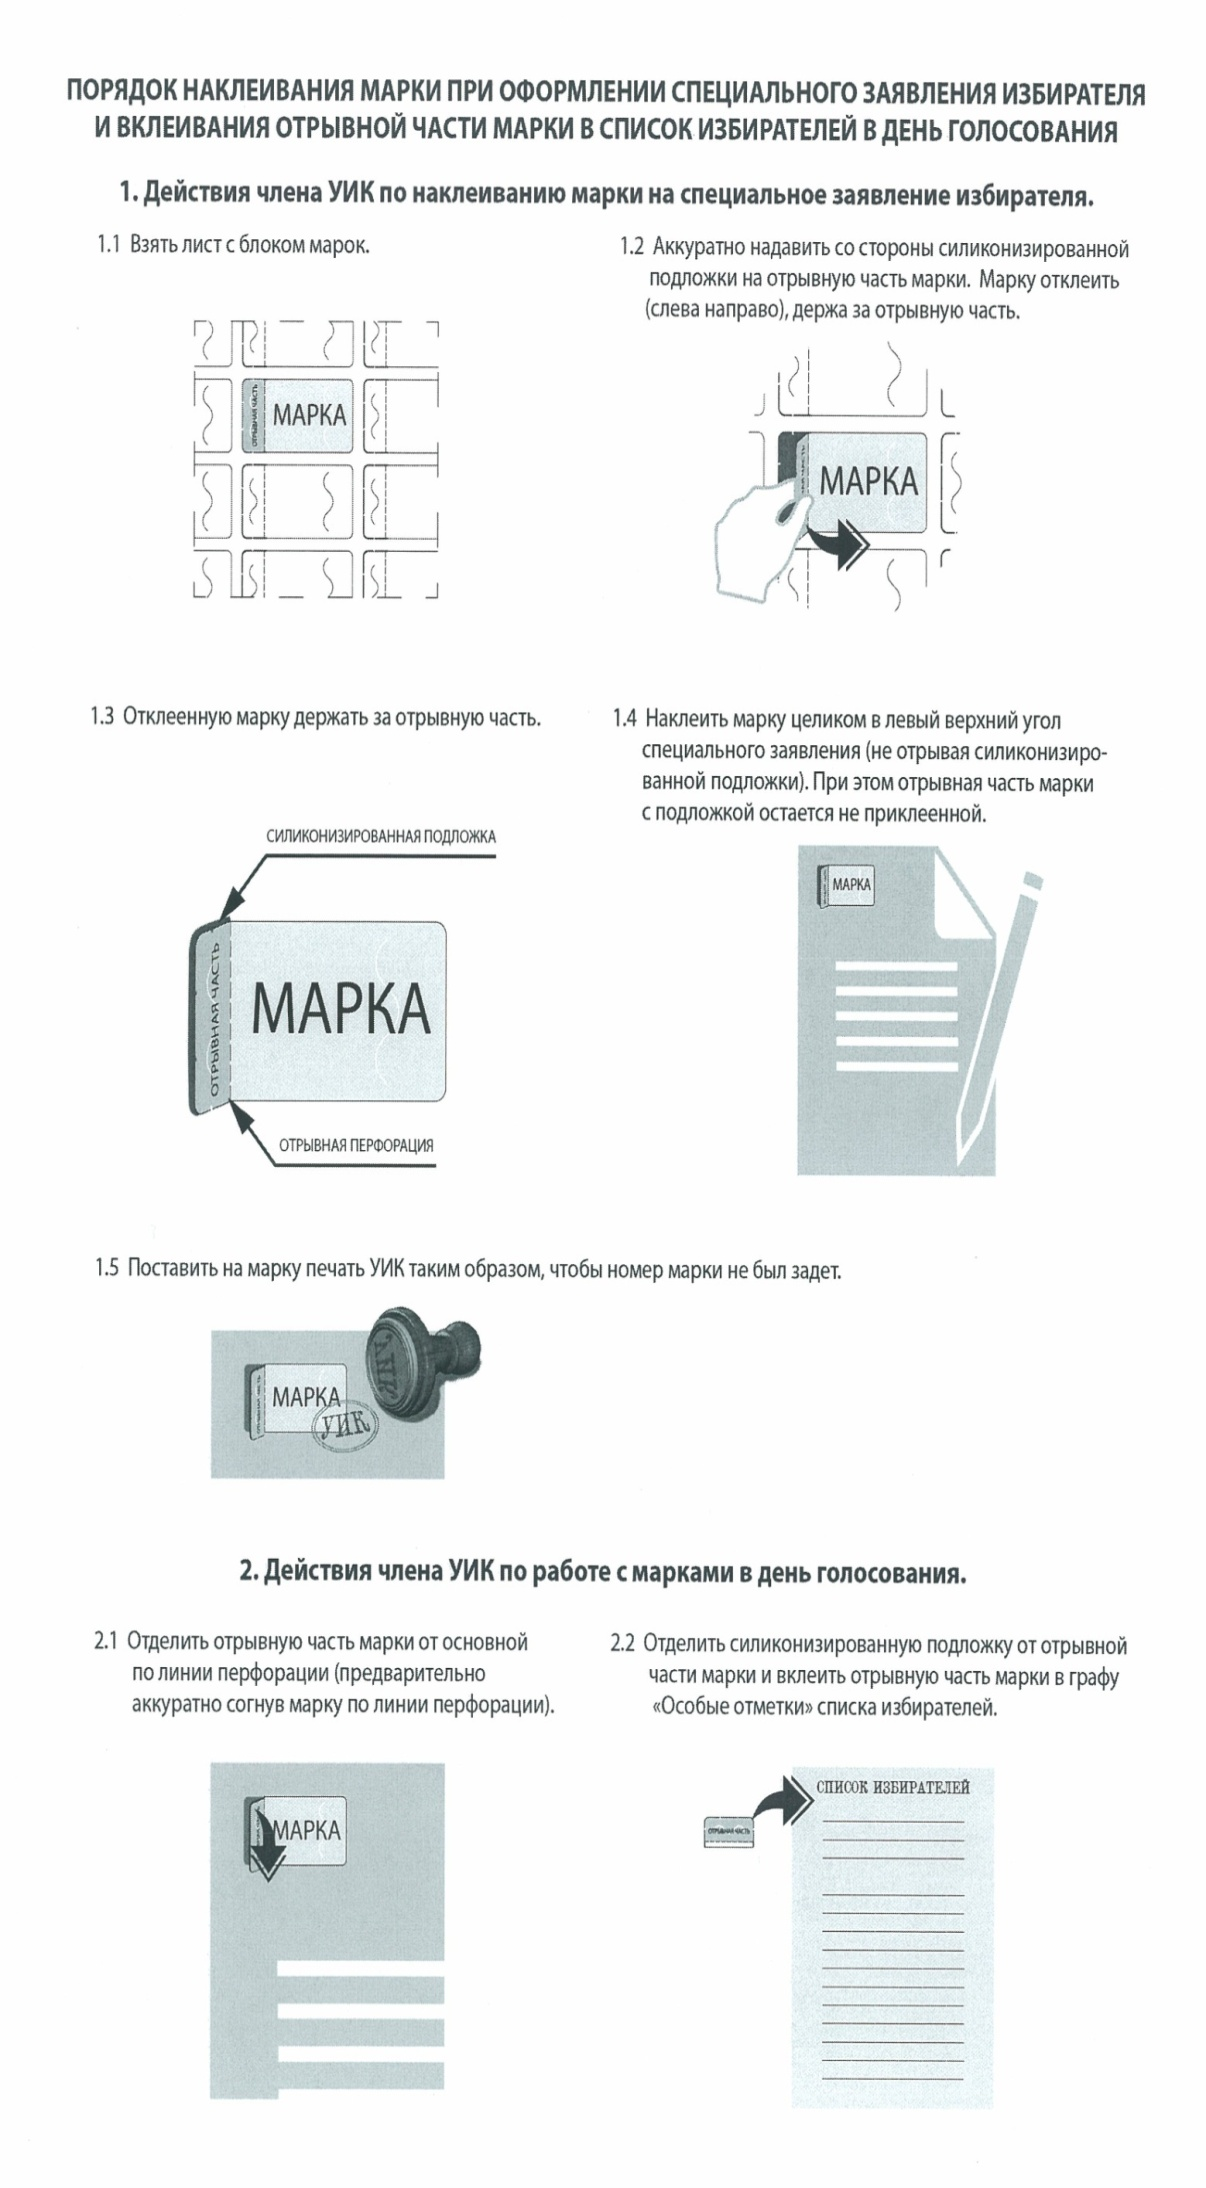 ПОРЯДОК НАКЛЕИВАНИЯ МАРКИ ПРИ ОФОРМЛЕНИИ СПЕЦИАЛЬНОГО ЗАЯВЛЕНИЯ ИЗБИРАТЕЛЯ
И ВКЛЕИВАНИЯ ОТРЫВНОЙ ЧАСТИ МАРКИ В СПИСОК ИЗБИРАТЕЛЕЙ В ДЕНЬ ГОЛОСОВАНИЯ
1. Действия члена УИК по наклеиванию марки на специальное заявление избирателя.
1.1 Взять лист с блоком марок.
ОТРЫВНАЯ ЧАСТЬ
МАРКА
1.2 Аккуратно надавить со стороны силиконизированной
подложки на отрывную часть марки. Марку отклеить
(слева направо), держа за отрывную часть.
МАРКА
1.3 Отклеенную марку держать за отрывную часть.
СИЛИКОНИЗИРОВАННАЯ ПОДЛОЖКА
ОТРЫВНАЯ ЧАСТЬ
МАРКА
ОТРЫВНАЯ ПЕРФОРАЦИЯ
1.4 Наклеить марку целиком в левый верхний угол
специального заявления (не отрывая силиконизиро-
ванной подложки). При этом отрывная часть марки
с подложкой остается не приклеенной.
МАРКА
1.5 Поставить на марку печать УИК таким образом, чтобы номер марки не был задет.
МАРКА
УИК
УИК
2. Действия члена УИК по работе с марками в день голосования.
2.1 Отделить отрывную часть марки от основной
по линии перфорации (предварительно
аккуратно согнув марку по линии перфорации).
МАРКА
2.2 Отделить силиконизированную подложку от отрывной
части марки и вклеить отрывную часть марки в графу
«Особые отметки» списка избирателей.
ОТРЫВНАЯ ЧАСТЬ
СПИСОК ИЗБИРАТЕЛЕЙ